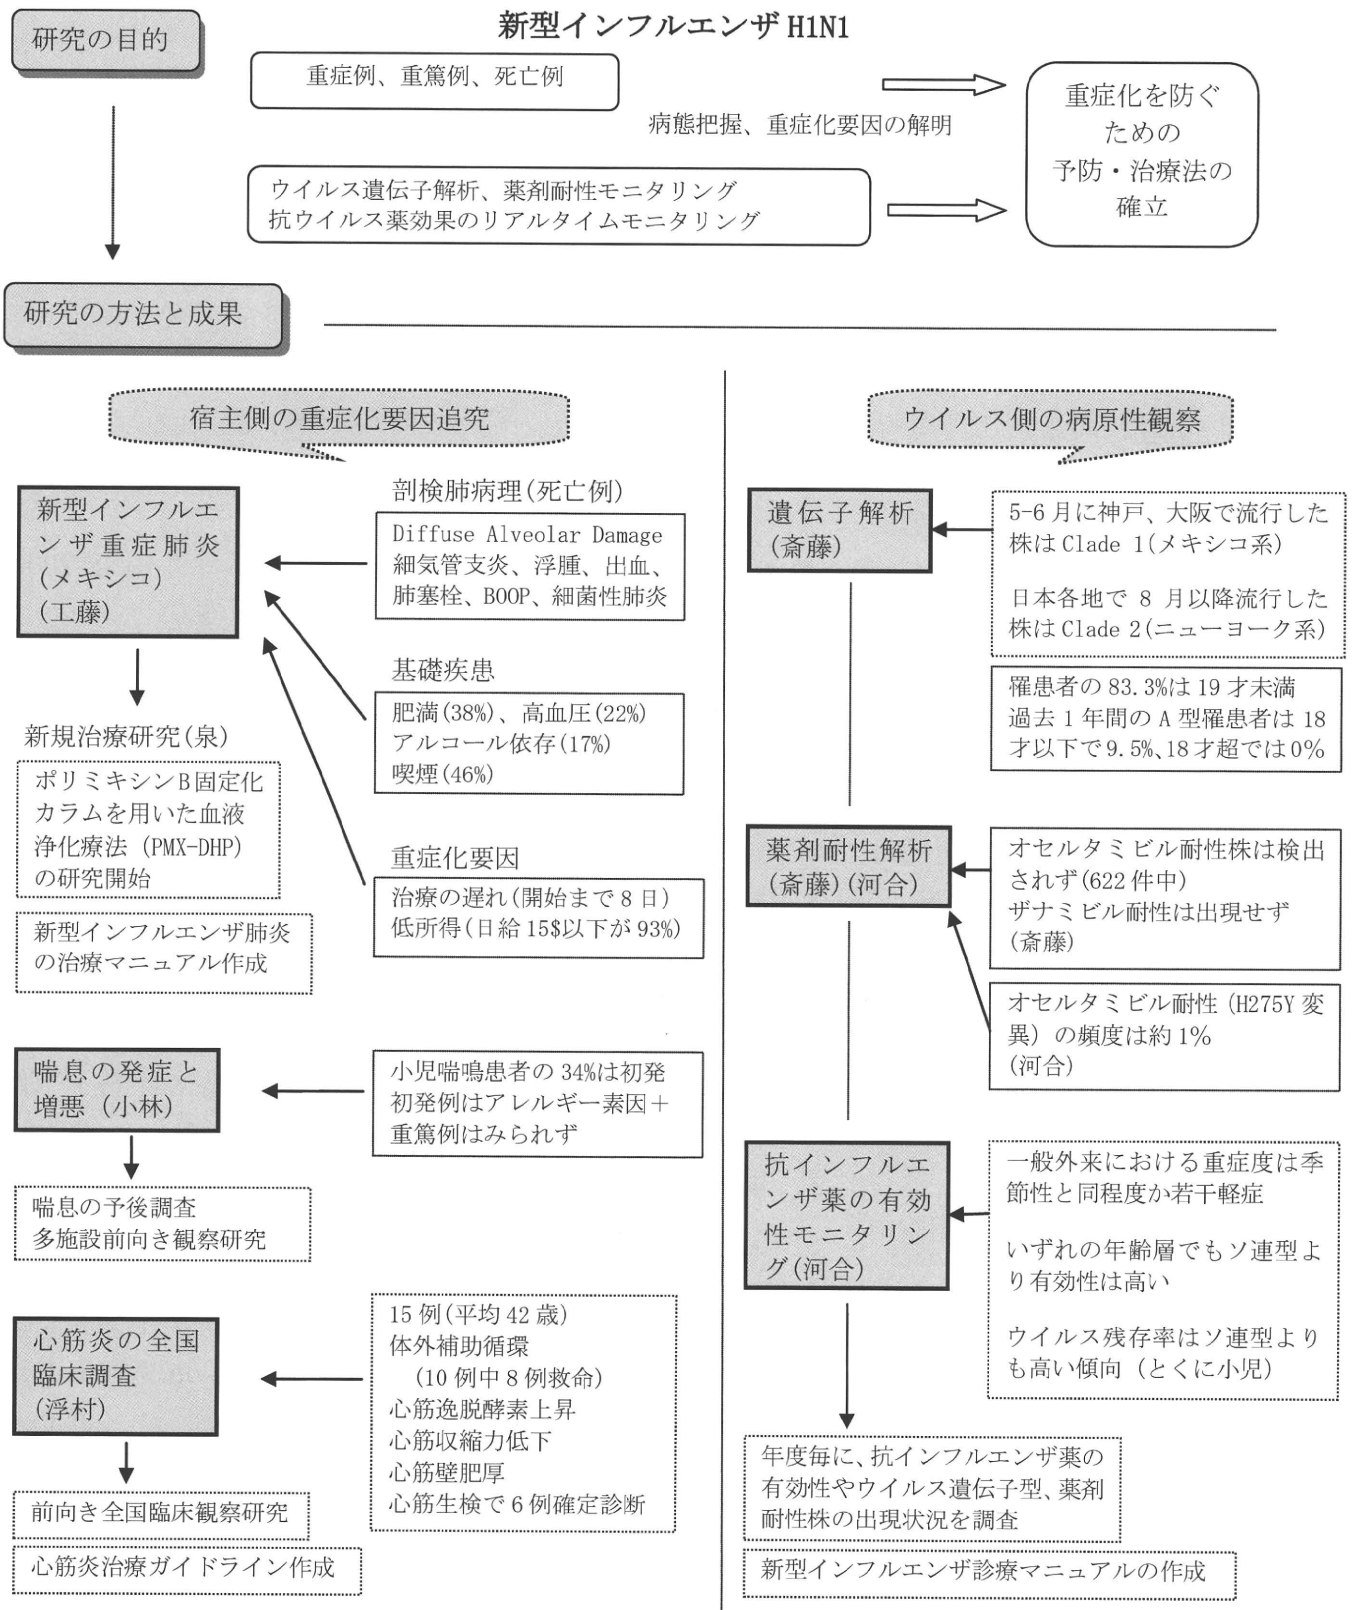 新型インフルエンザ H1N1
研究の目的
重症例、重篤例、死亡例
病態把握、重症化要因の解明
ウイルス遺伝子解析、薬剤耐性モニタリング
抗ウイルス薬効果のリアルタイムモニタリング
重症化を防ぐ
ための
予防・治療法の
確立
研究の方法と成果
宿主側の重症化要因追究
新型インフルエ
ンザ重症肺炎
(メキシコ)
(工藤)
剖検肺病理(死亡例)
Diffuse Alveolar Damage
細気管支炎、浮腫、出血、
肺塞栓、BOOP、細菌性肺炎
基礎疾患
肥満(38%)、高血圧(22%)
アルコール依存(17%)
喫煙(46%)
重症化要因
治療の遅れ(開始まで8日)
低所得(日給15$以下が93%)
新規治療研究(泉)
ポリミキシンB固定化
カラムを用いた血液
浄化療法 (PMX-DHP)
の研究開始
新型インフルエンザ肺炎
の治療マニュアル作成
喘息の発症と
増悪 (小林)
小児喘鳴患者の34%は初発
初発例はアレルギー素因+
重篤例はみられず
喘息の予後調査
多施設前向き観察研究
心筋炎の全国
臨床調査
(浮村)
15例(平均42歳)
体外補助循環
(10例中8例救命)
心筋逸脱酵素上昇
心筋収縮力低下
心筋壁肥厚
心筋生検で6例確定診断
前向き全国臨床観察研究
心筋炎治療ガイドライン作成
ウイルス側の病原性観察
遺伝子解析
(斎藤)
5-6月に神戸、大阪で流行した
株はClade 1(メキシコ系)
日本各地で8月以降流行した
株はClade 2(ニューヨーク系)
罹患者の83.3%は19才未満
過去1年間のA型罹患者は18
才以下で9.5%、18才超では0%
薬剤耐性解析
(斎藤)(河合)
オセルタミビル耐性株は検出
されず(622件中)
ザナミビル耐性は出現せず
(斎藤)
オセルタミビル耐性(H275Y変
異)の頻度は約1%
(河合)
抗インフルエ
ンザ薬の有効
性モニタリン
グ(河合)
一般外来における重症度は季
節性と同程度か若干軽症
いずれの年齢層でもソ連型よ
り有効性は高い
ウイルス残存率はソ連型より
も高い傾向(とくに小児)
年度毎に、抗インフルエンザ薬の
有効性やウイルス遺伝子型、薬剤
耐性株の出現状況を調査
新型インフルエンザ診療マニュアルの作成